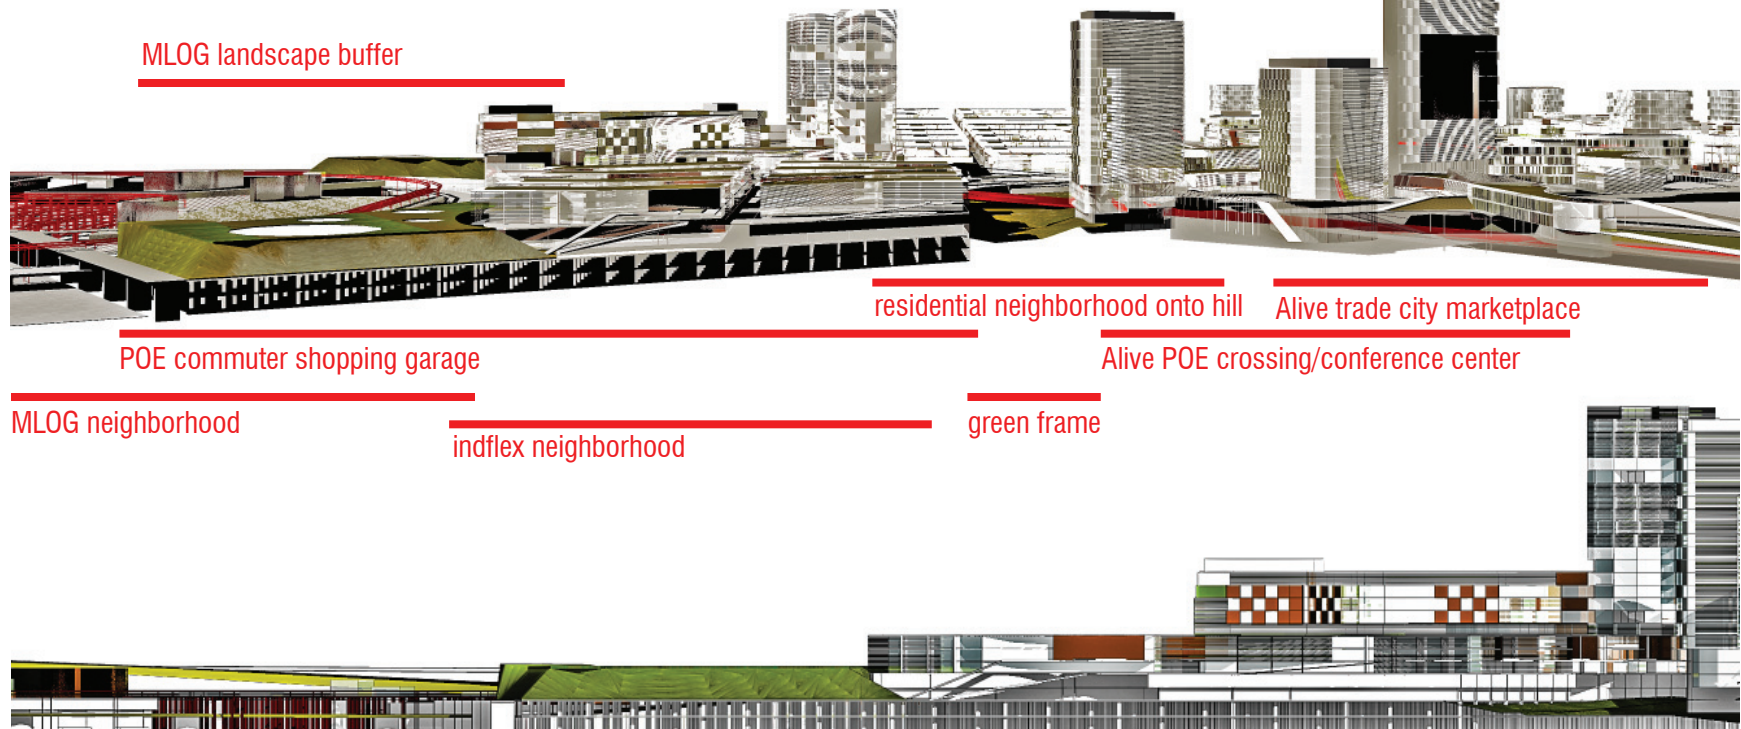 MLOG landscape buffer
residential neighborhood onto hill
Alive trade city marketplace
POE commuter shopping garage
Alive POE crossing/conference center
MLOG neighborhood
green frame
indflex neighborhood